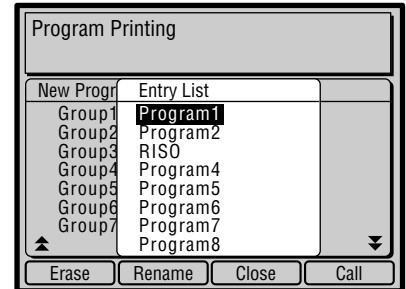 Program Printing
New Progr
Entry List
Group1
Program1
Group2
Program2
Group3
RISO
Group4
Program4
Group5
Program5
Group6
Program6
Group7
Program7
Program8
Erase
Rename
Close
Call